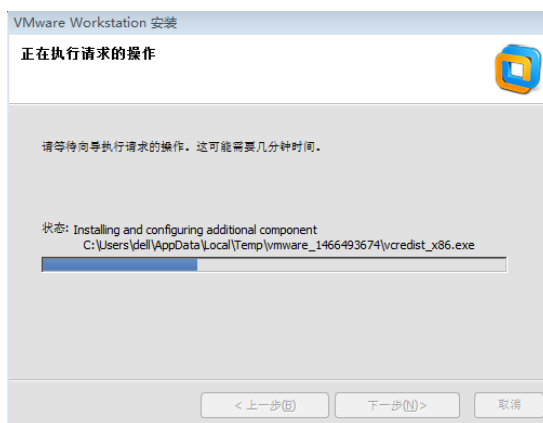 VMware Workstation 安装
正在执行请求的操作
请等待向导执行请求的操作。这可能需要几分钟时间。
状态: Installing and configuring additional component
C:\Users\dell\AppData\Local\Temp\vmware_1466493674\vcredist_x86.exe
< 上一步(B) 下一步(N)> 取消